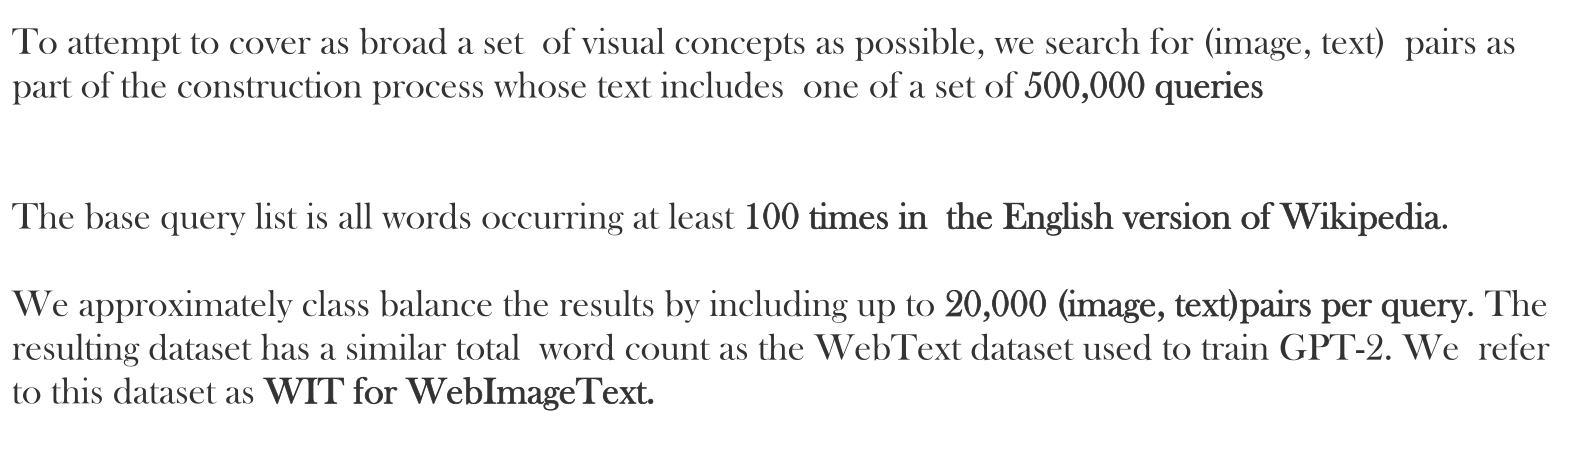 To attempt to cover as broad a set of visual concepts as possible, we search for (image, text) pairs as
part of the construction process whose text includes one of a set of 500,000 queries
The base query list is all words occurring at least 100 times in the English version of Wikipedia.
We approximately class balance the results by including up to 20,000 (image, text)pairs per query. The
resulting dataset has a similar total word count as the WebText dataset used to train GPT-2. We refer
to this dataset as WIT for WebImageText.